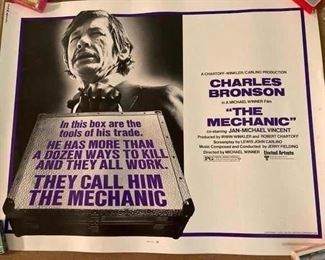 In this box are the
tools of his trade.
HE HAS MORE THAN
A DOZEN WAYS TO KILL
AND THEY ALL WORK.
THEY CALL HIM
THE MECHANIC
A CHARTOFF-WINKLER/CARLINO PRODUCTION
CHARLES
BRONSON
in A MICHAEL WINNER Film
"THE
MECHANIC"
co-starring JAN-MICHAEL VINCENT
Produced by IRWIN WINKLER and ROBERT CHARTOFF
Screenplay by LEWIS JOHN CARLINO
Music Composed and Conducted by JERRY FIELDING
Directed by MICHAEL WINNER
PG
United Artists